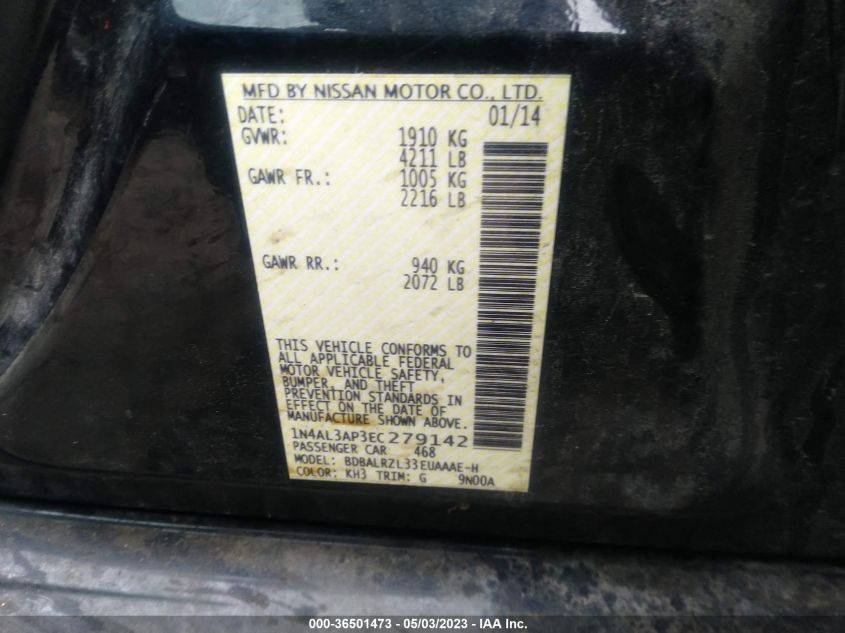 MFD BY NISSAN MOTOR CO., LTD.
DATE: 01/14
GVWR: 1910 KG
4211 LB
GAWR FR.: 1005 KG
2216 LB
GAWR RR.: 940 KG
2072 LB
THIS VEHICLE CONFORMS TO
ALL APPLICABLE FEDERAL
MOTOR VEHICLE SAFETY,
BUMPER, AND THEFT
PREVENTION STANDARDS IN
EFFECT ON THE DATE OF
MANUFACTURE SHOWN ABOVE.
1N4AL3AP3EC279142
PASSENGER CAR 468
MODEL: BDBALRZL33EUAAAE-H
COLOR: KH3 TRIM: G 9N00A
000-36501473 - 05/03/2023 - IAA Inc.